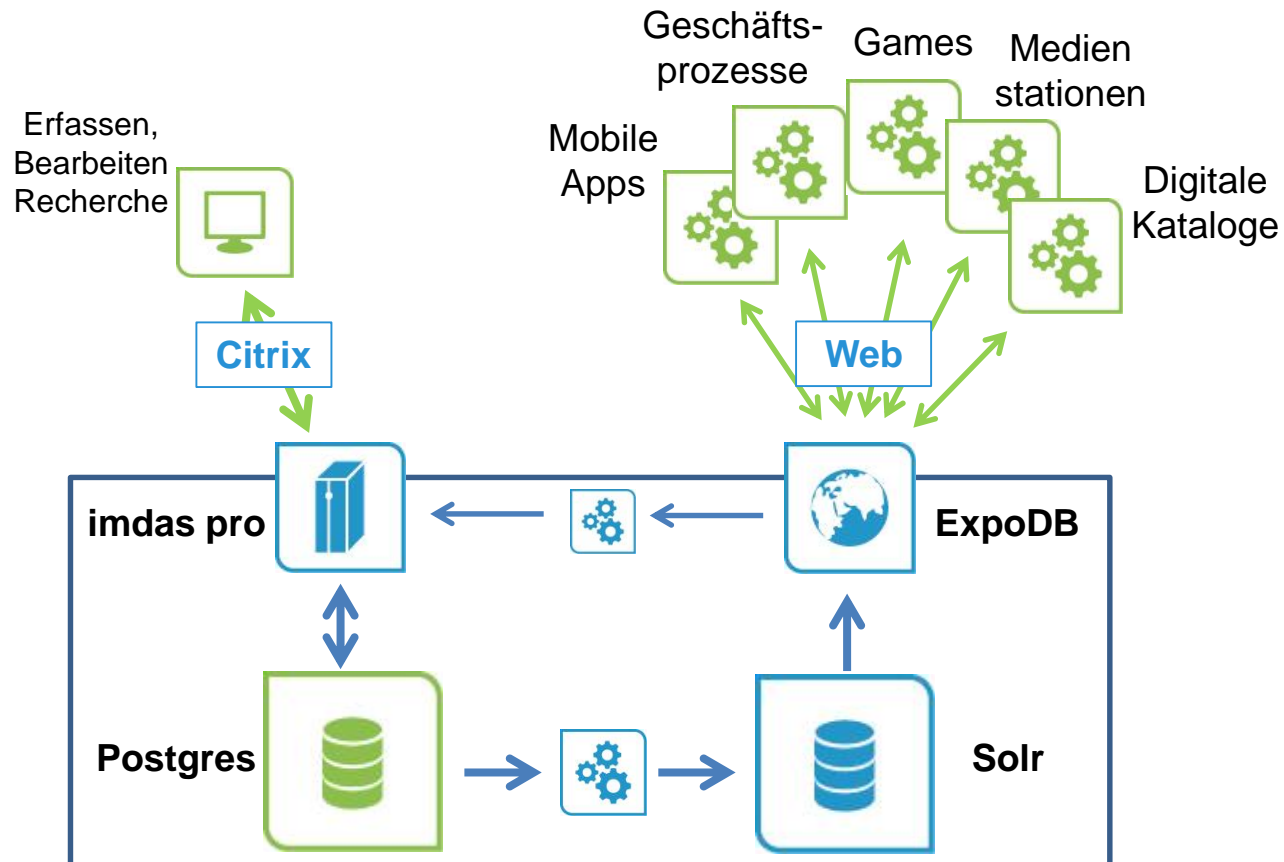 Erfassen,
Bearbeiten
Recherche
Mobile
Apps
Geschäfts-
prozesse
Games
Medien
stationen
Digitale
Kataloge
Citrix
Web
imdas pro
ExpoDB
Postgres
Solr